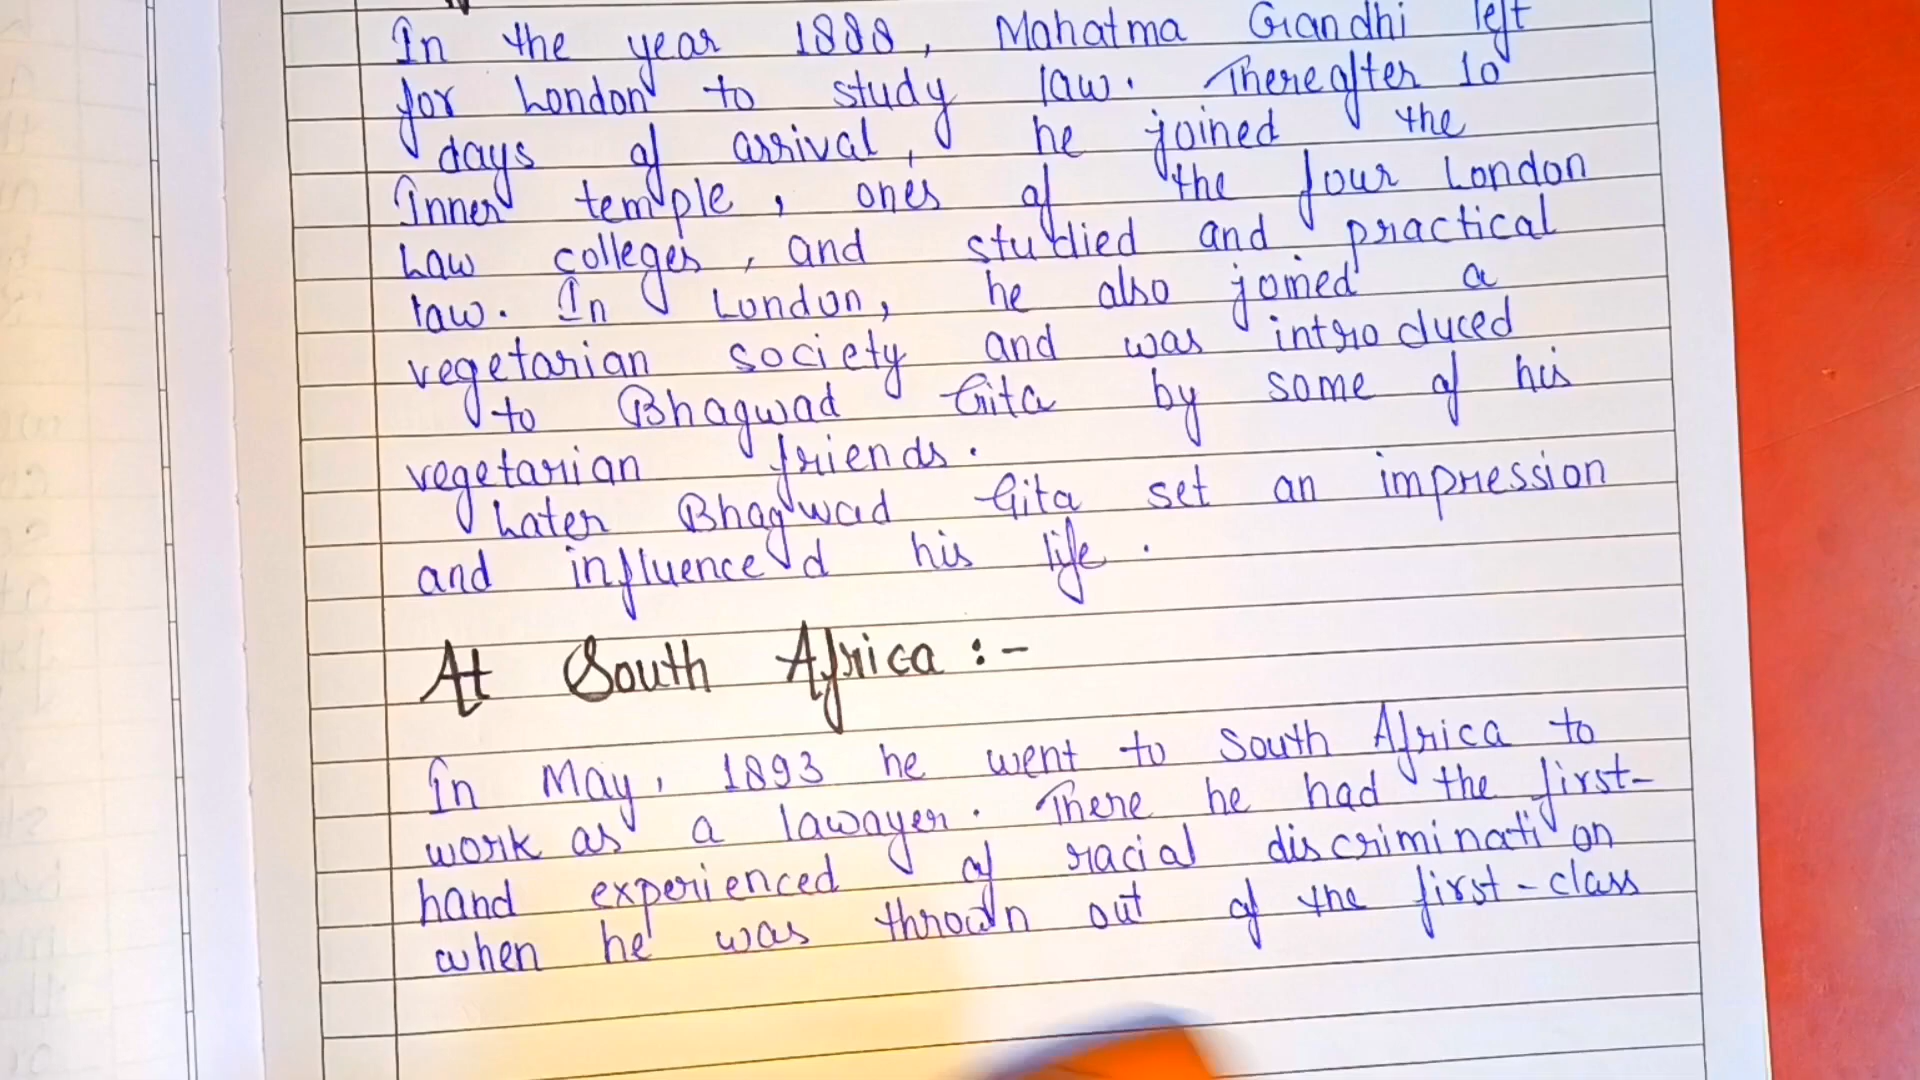 In the year 1888, Mahatma Gandhi left
for London to study law. Thereafter 10
days of arrival, he joined the
Inner temple, ones of the four London
Law colleges, and studied and practical
law. In London, he also joined a
vegetarian society and was introduced
to Bhagwad Gita by some of his
vegetarian friends.
Later Bhagwad Gita set an impression
and influenced his life.
At South Africa :-
In May, 1893 he went to South Africa to
work as a lawayer. There he had the first-
hand experienced of racial discrimination
when he was thrown out of the first-class